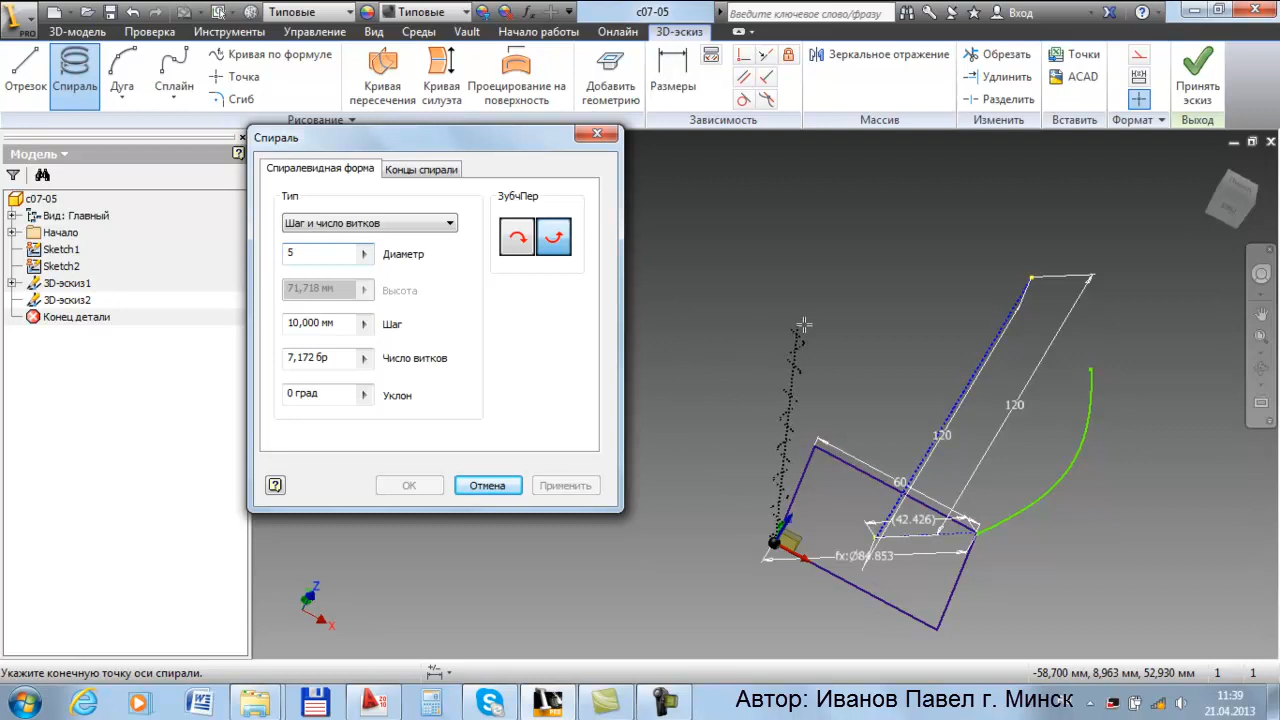 Типовые
Типовые
c07-05
Введите ключевое слово/фразу
Вход
PRO
3D-модель
Проверка
Инструменты
Управление
Вид
Среды
Vault
Начало работы
Онлайн
3D-эскиз
Отрезок
Спираль
Дуга
Сплайн
Кривая по формуле
Точка
Сгиб
Кривая пересечения
Кривая силуэта
Проецирование на поверхность
Добавить геометрию
Размеры
Зеркальное отражение
Обрезать
Удлинить
Разделить
Точки
ACAD
Принять эскиз
Рисование
Зависимость
Массив
Изменить
Вставить
Формат
Выход
Модель
c07-05
Вид: Главный
Начало
Sketch1
Sketch2
3D-эскиз1
3D-эскиз2
Конец детали
Спираль
Спиралевидная форма
Концы спирали
Тип
Шаг и число витков
5
Диаметр
71,718 мм
Высота
10,000 мм
Шаг
7,172 бр
Число витков
0 град
Уклон
ЗубчПер
OK
Отмена
Применить
120
120
60
(42.426)
fx:Ø84.853
Z
X
Укажите конечную точку оси спирали.
-58,700 мм, 8,963 мм, 52,930 мм
1
1
Автор: Иванов Павел г. Минск
11:39
21.04.2013